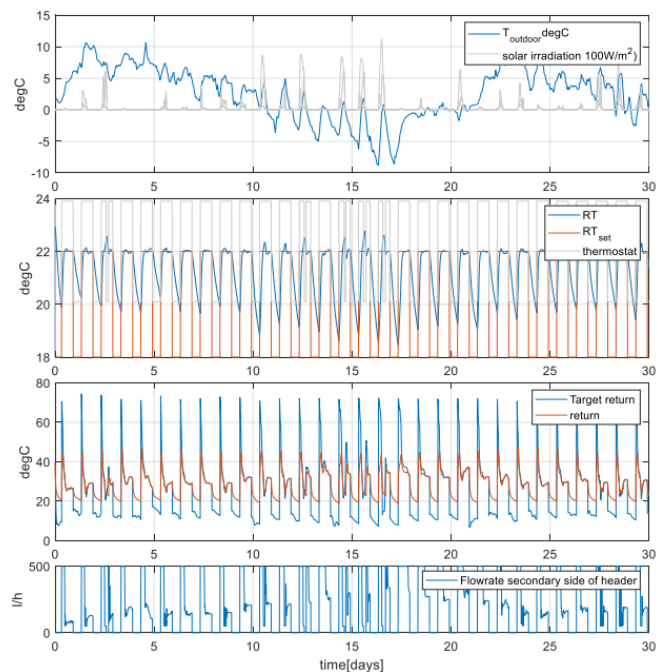 15
10
5
0
-5
-10
degC
T_outdoor degC
solar irradiation 100W/m²)
0 5 10 15 20 25 30
24
22
20
18
degC
RT
RT_set
thermostat
0 5 10 15 20 25 30
80
60
40
20
0
degC
Target return
return
0 5 10 15 20 25 30
500
0
l/h
Flowrate secondary side of header
0 5 10 15 20 25 30
time[days]